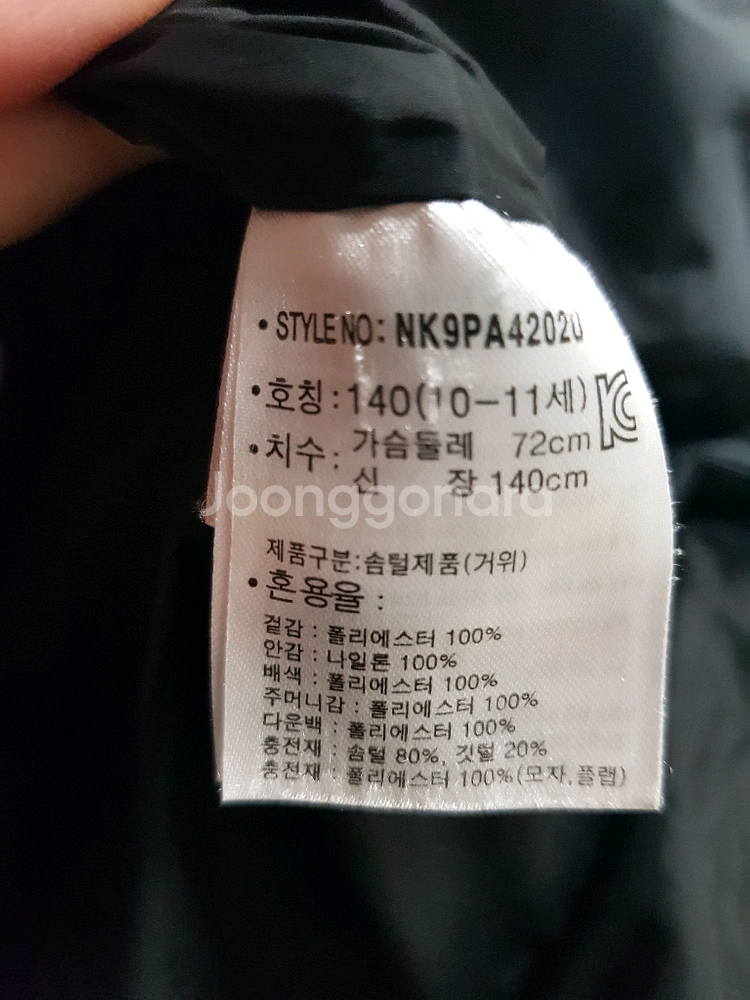 • STYLE NO: NK9PA4202U
• 호칭 : 140(10-11세)
• 치수 : 가슴둘레 72cm
신 장 140cm
Joonggonara
제품구분:솜털제품(거위)
• 혼용율 :
겉감 : 폴리에스터 100%
안감 : 나일론 100%
배색 : 폴리에스터 100%
주머니감 : 폴리에스터 100%
다운백 : 폴리에스터 100%
충전재 : 솜털 80%, 깃털 20%
충전재 : 폴리에스터 100%(모자,플랩)